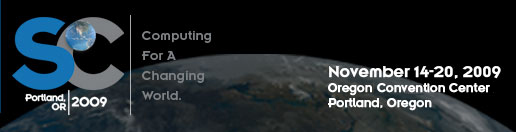 SC
Portland,
OR | 2009
Computing
For A
Changing
World.
November 14-20, 2009
Oregon Convention Center
Portland, Oregon